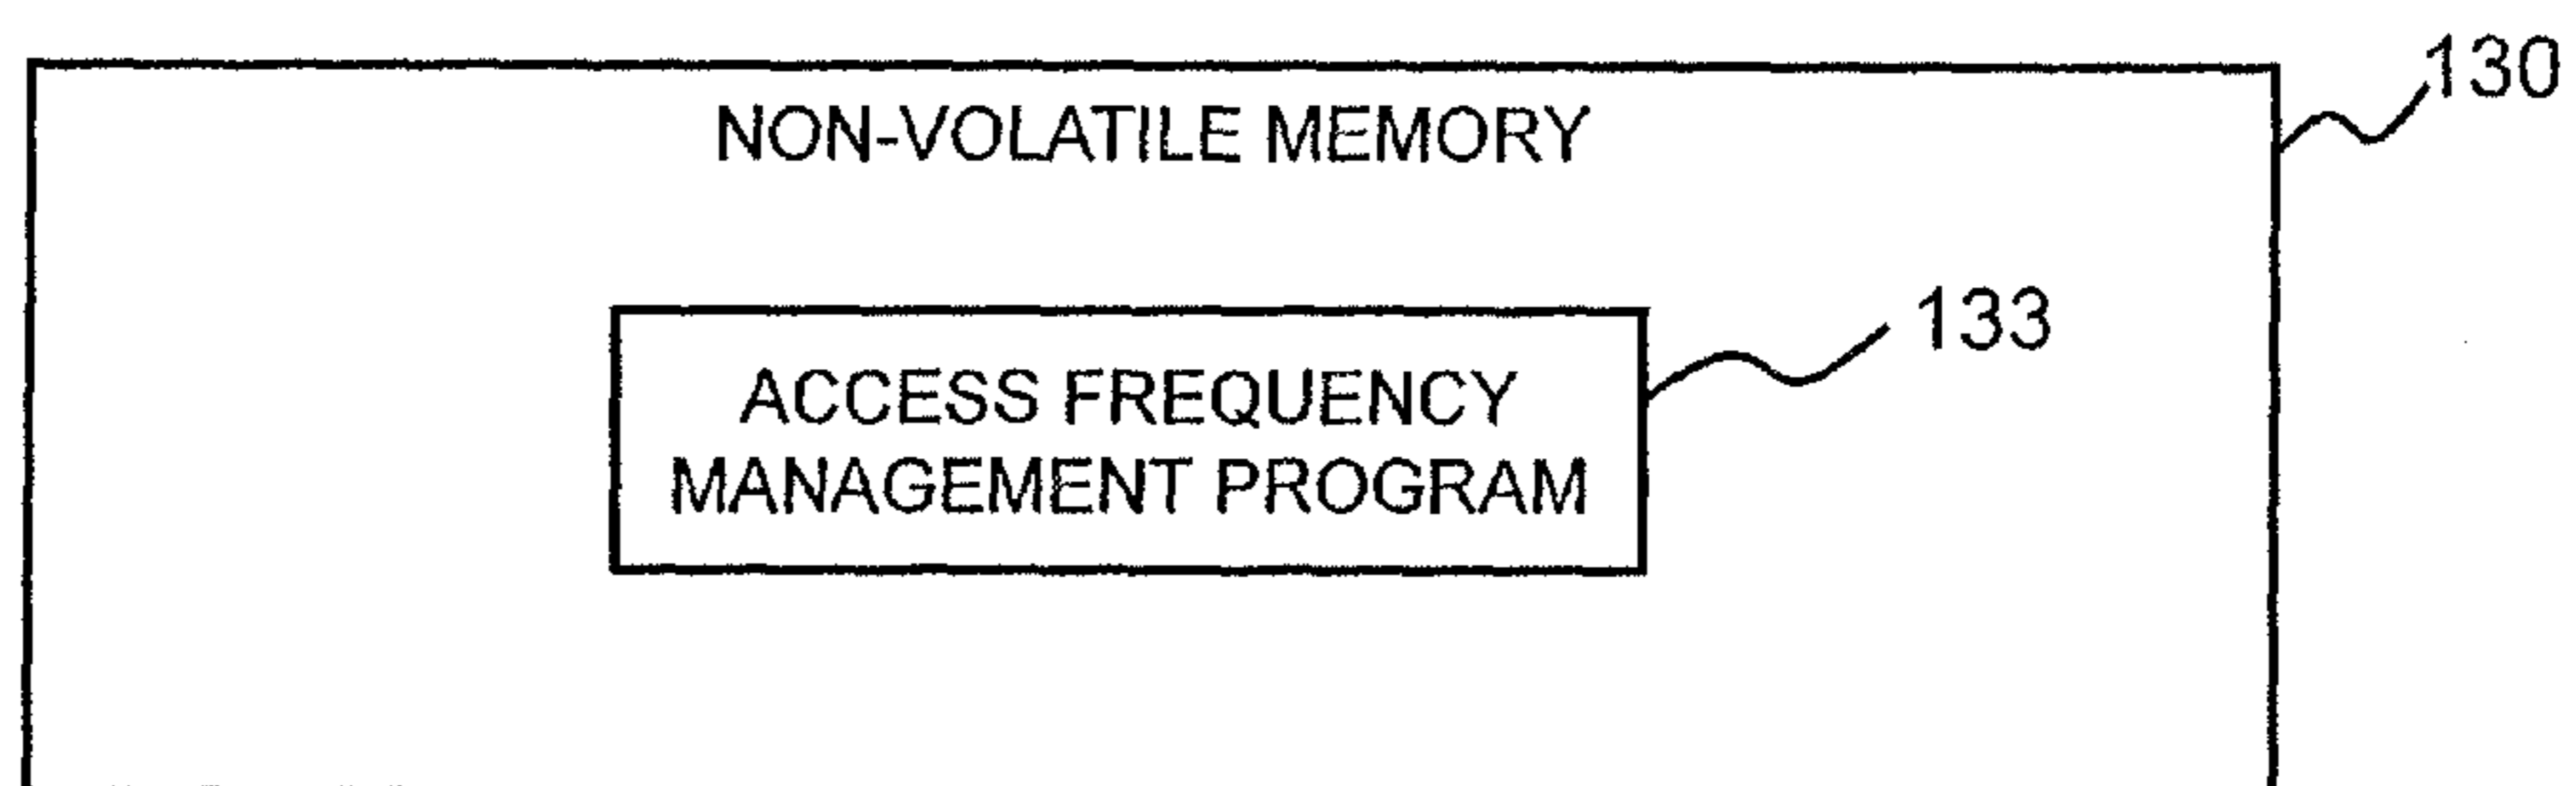 130
NON-VOLATILE MEMORY
133
ACCESS FREQUENCY
MANAGEMENT PROGRAM